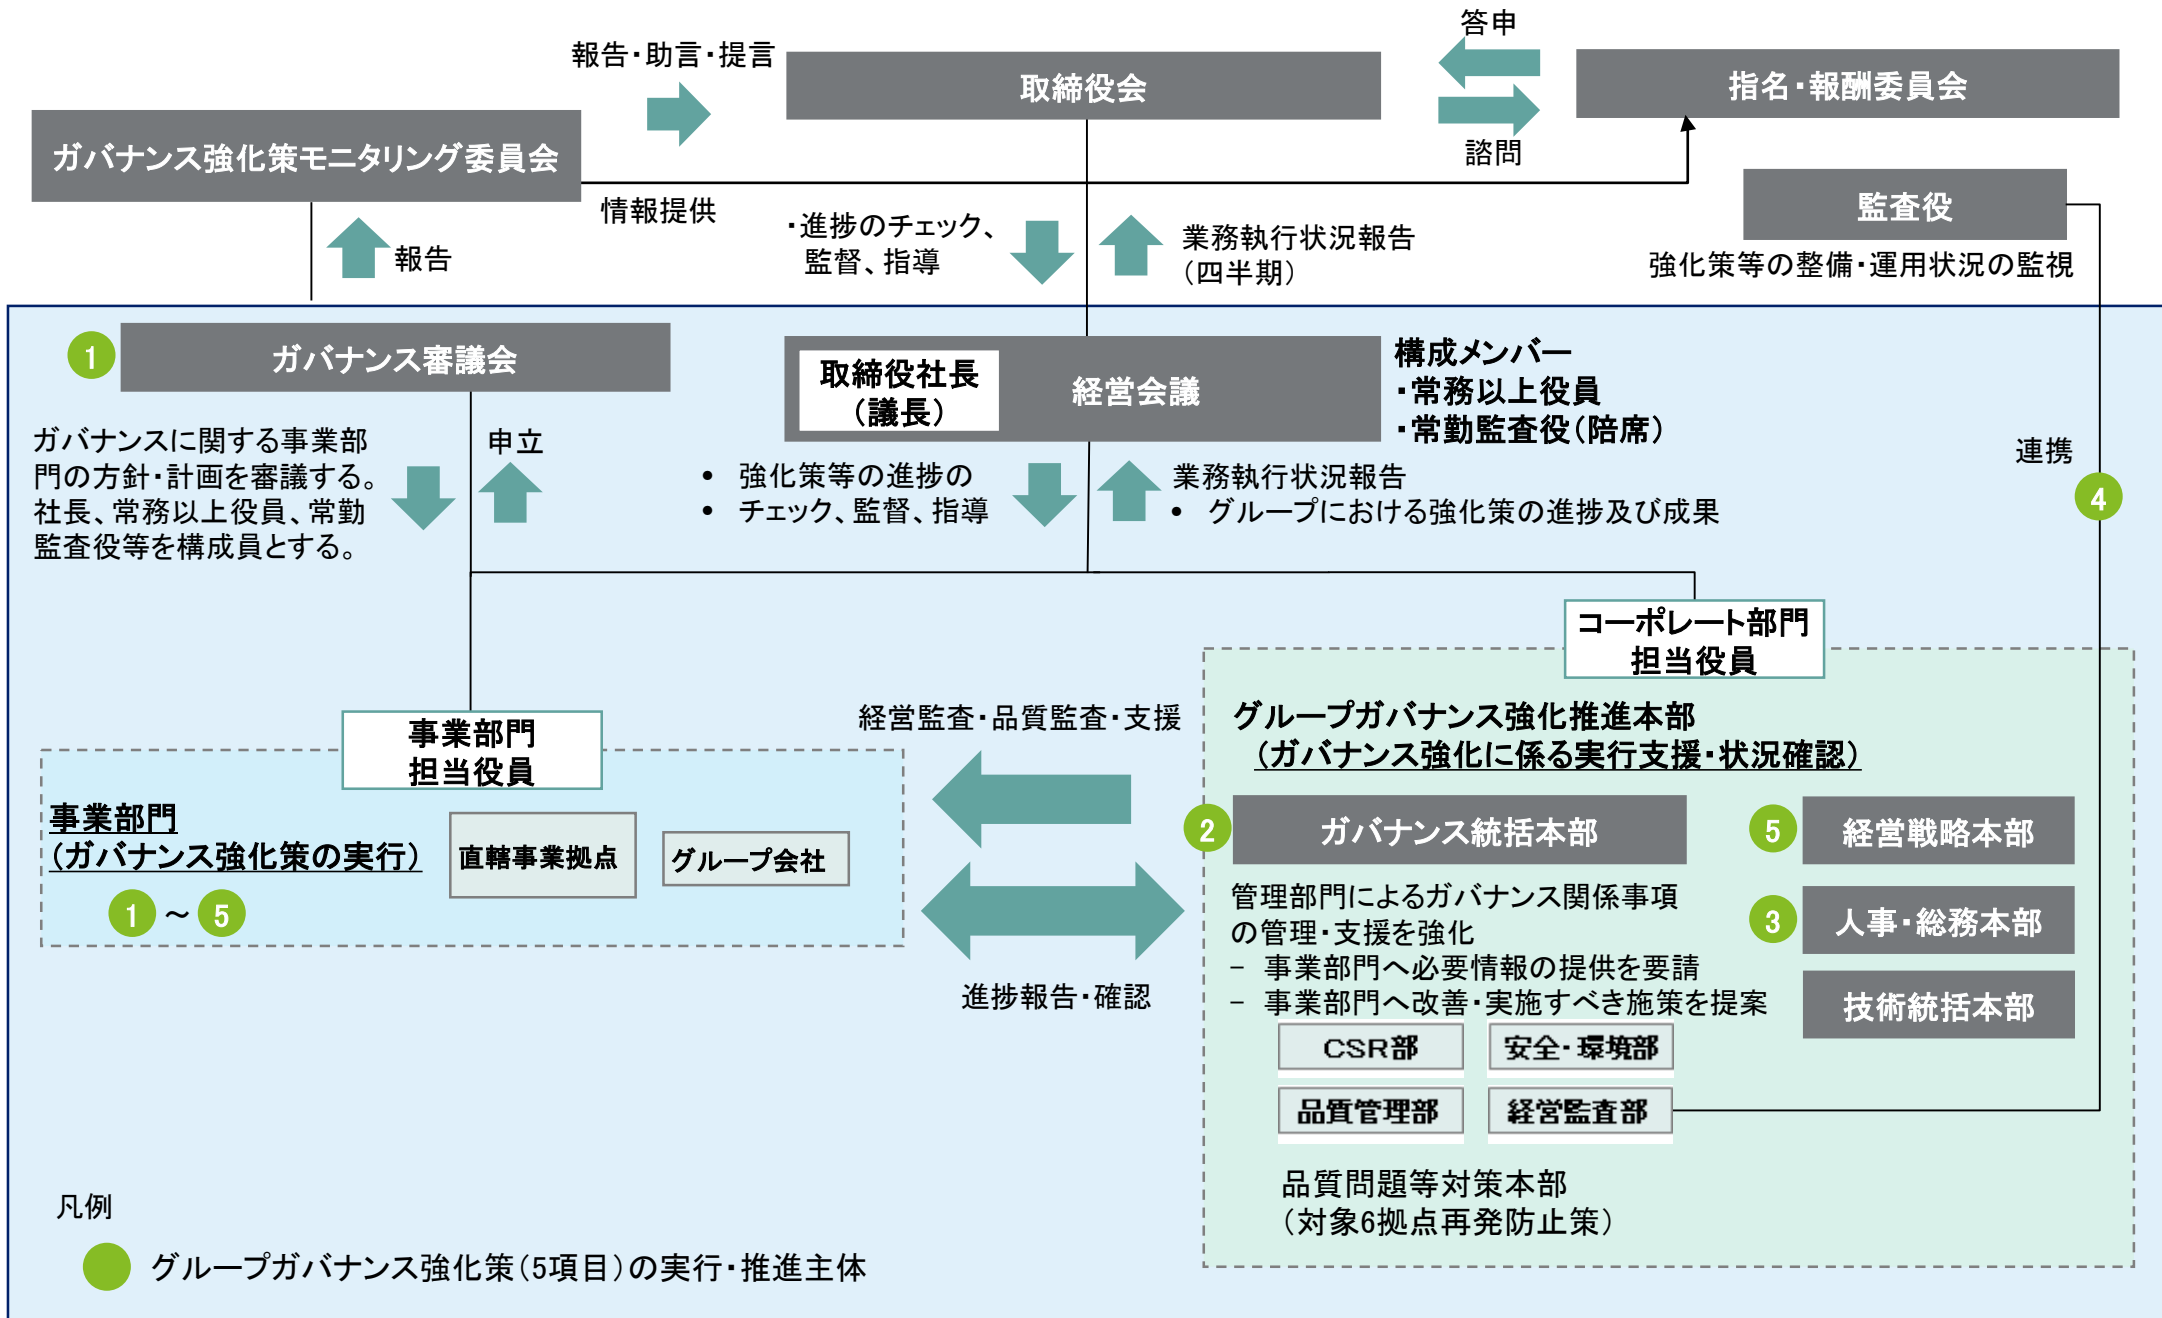 報告・助言・提言
取締役会
答申
諮問
指名・報酬委員会
ガバナンス強化策モニタリング委員会
情報提供
報告
・進捗のチェック、
監督、指導
業務執行状況報告
（四半期）
監査役
強化策等の整備・運用状況の監視
1
ガバナンス審議会
取締役社長
（議長）
経営会議
構成メンバー
・常務以上役員
・常勤監査役（陪席）
ガバナンスに関する事業部
門の方針・計画を審議する。
社長、常務以上役員、常勤
監査役等を構成員とする。
申立
• 強化策等の進捗の
• チェック、監督、指導
業務執行状況報告
• グループにおける強化策の進捗及び成果
連携
4
コーポレート部門
担当役員
事業部門
担当役員
事業部門
（ガバナンス強化策の実行）
1 ～ 5
直轄事業拠点
グループ会社
経営監査・品質監査・支援
進捗報告・確認
グループガバナンス強化推進本部
（ガバナンス強化に係る実行支援・状況確認）
2
ガバナンス統括本部
管理部門によるガバナンス関係事項
の管理・支援を強化
－ 事業部門へ必要情報の提供を要請
－ 事業部門へ改善・実施すべき施策を提案
5
経営戦略本部
3
人事・総務本部
技術統括本部
CSR部
安全・環境部
品質管理部
経営監査部
品質問題等対策本部
（対象6拠点再発防止策）
凡例
グループガバナンス強化策（5項目）の実行・推進主体